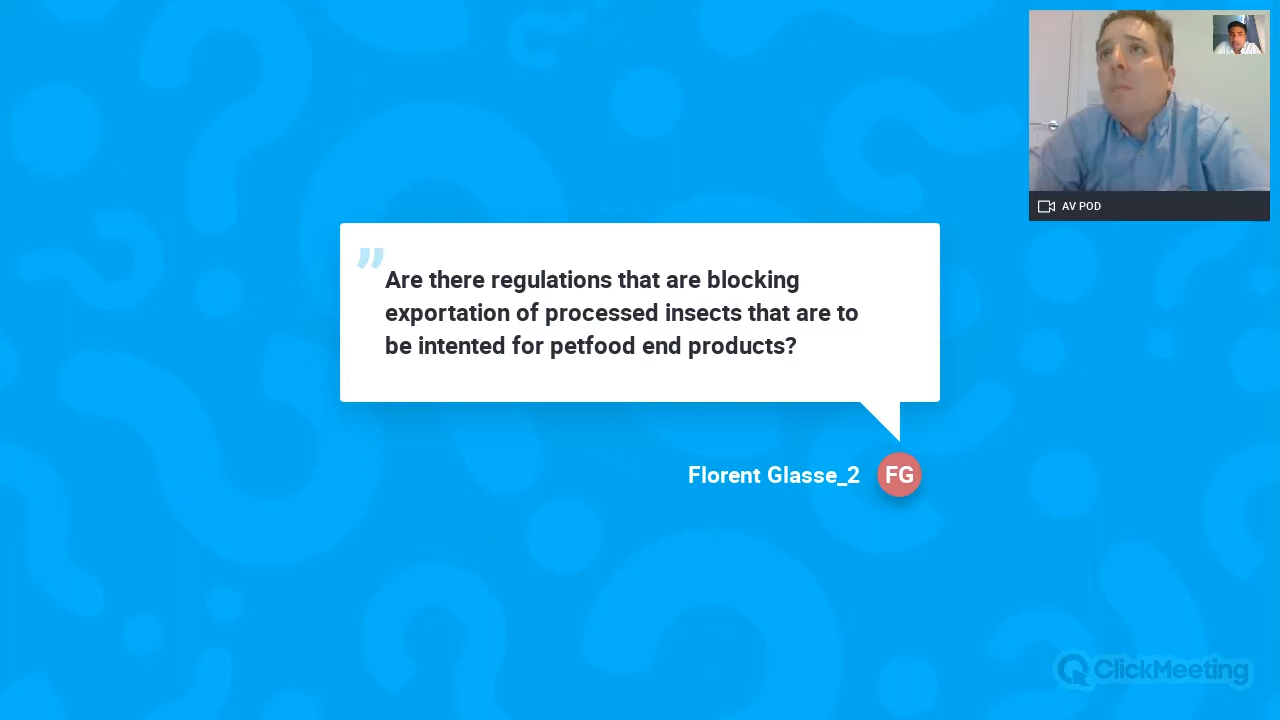 AV POD
”
Are there regulations that are blocking
exportation of processed insects that are to
be intented for petfood end products?
Florent Glasse_2
FG
ClickMeeting